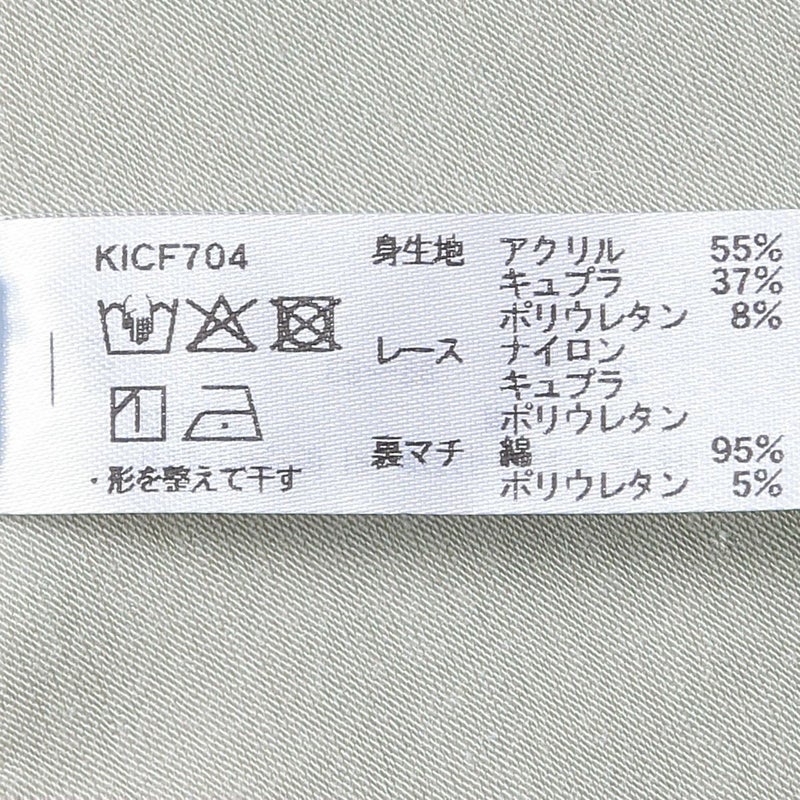 KICF704
・形を整えて干す
身生地 アクリル 55%
キュプラ 37%
ポリウレタン 8%
レース ナイロン
キュプラ
ポリウレタン
裏マチ 綿 95%
ポリウレタン 5%